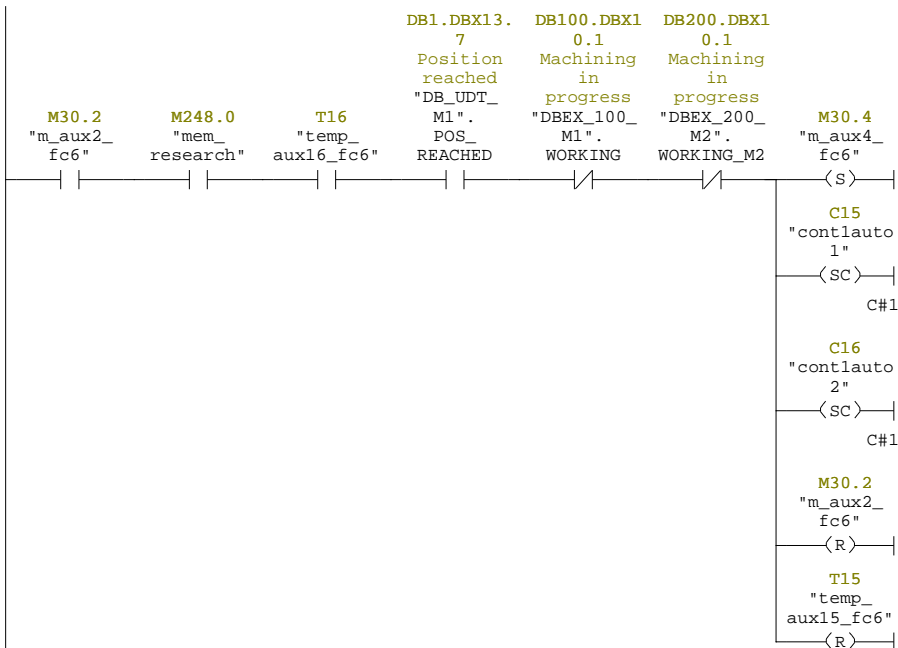 DB1.DBX13. DB100.DBX1 DB200.DBX1
7 0.1 0.1
Position Machining Machining
reached in in
"DB_UDT_ progress progress
M30.2 M248.0 T16 M1". "DBEX_100_ "DBEX_200_ M30.4
"m_aux2_ "mem_ "temp_ POS_ M1". M2". "m_aux4_
fc6" research" aux16_fc6" REACHED WORKING WORKING_M2 fc6"
S
C15
"cont1auto
1"
SC
C#1
C16
"cont1auto
2"
SC
C#1
M30.2
"m_aux2_
fc6"
R
T15
"temp_
aux15_fc6"
R